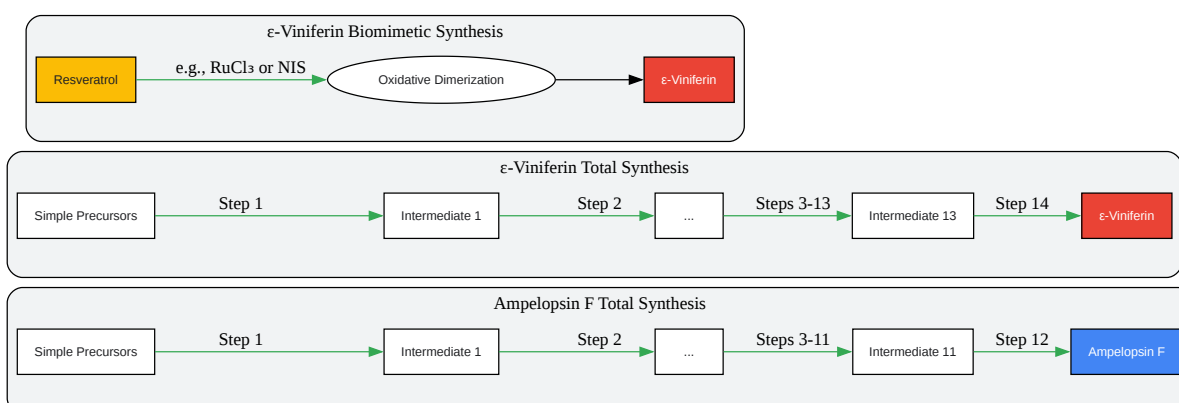 ε-Viniferin Biomimetic Synthesis
Resveratrol
e.g., RuCl₃ or NIS
Oxidative Dimerization
ε-Viniferin
ε-Viniferin Total Synthesis
Simple Precursors
Step 1
Intermediate 1
Step 2
...
Steps 3-13
Intermediate 13
Step 14
ε-Viniferin
Ampelopsin F Total Synthesis
Simple Precursors
Step 1
Intermediate 1
Step 2
...
Steps 3-11
Intermediate 11
Step 12
Ampelopsin F